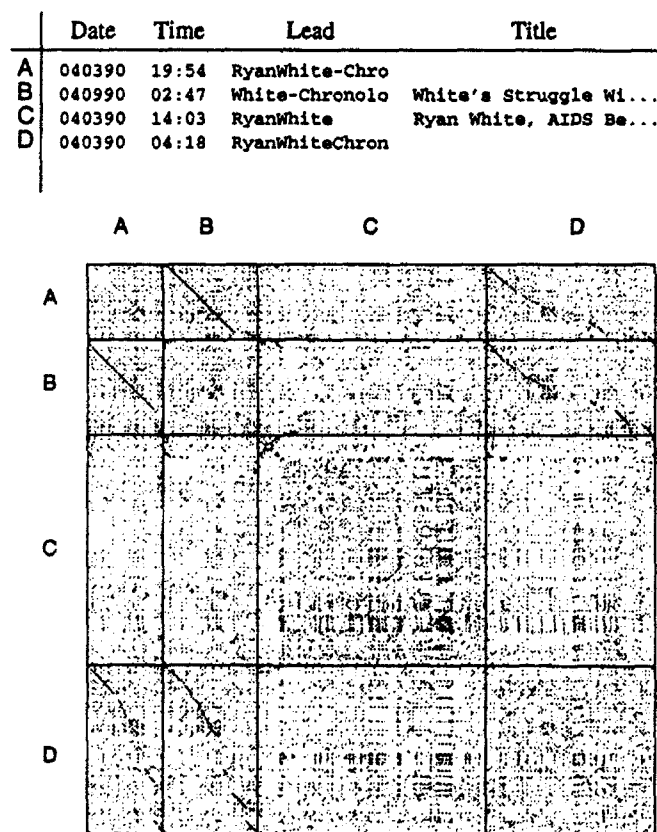 Date Time Lead Title
A 040390 19:54 RyanWhite-Chro
B 040990 02:47 White-Chronolo White's Struggle Wi...
C 040390 14:03 RyanWhite Ryan White, AIDS Be...
D 040390 04:18 RyanWhiteChron
A B C D
A
B
C
D